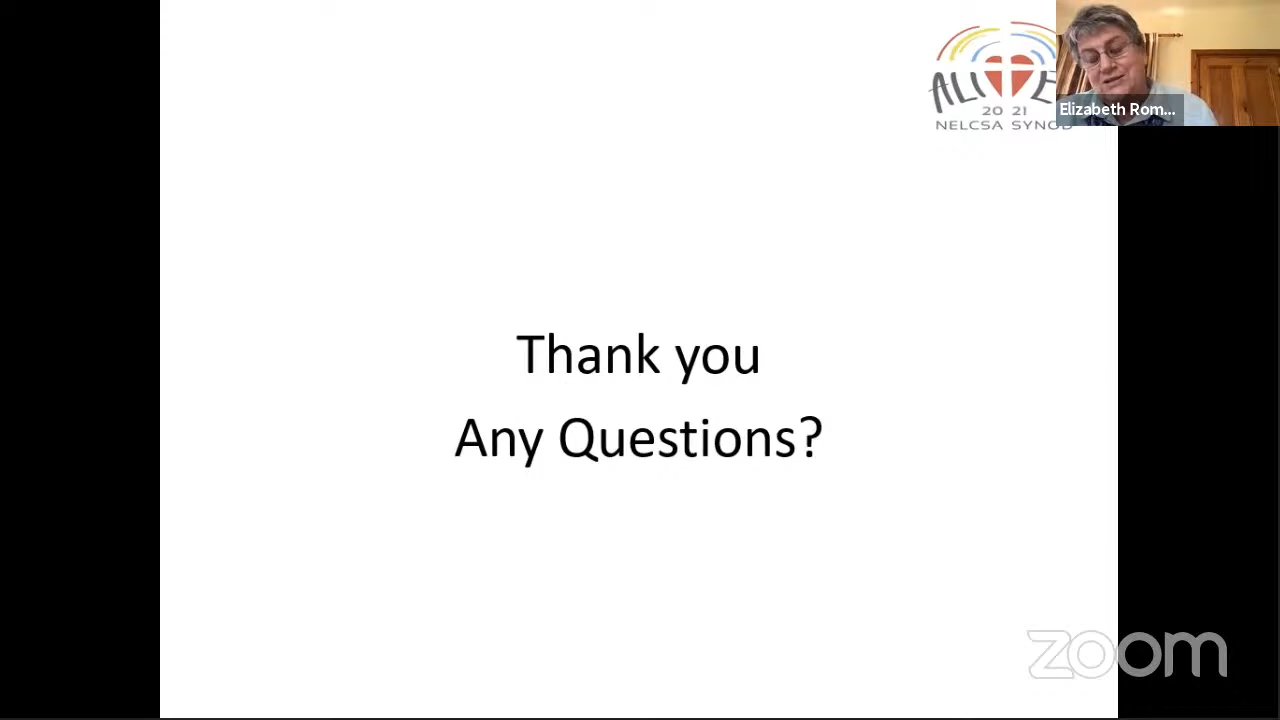 ALIVE
20 21
NELCSA SYNOD
Elizabeth Rom...
Thank you
Any Questions?
zoom